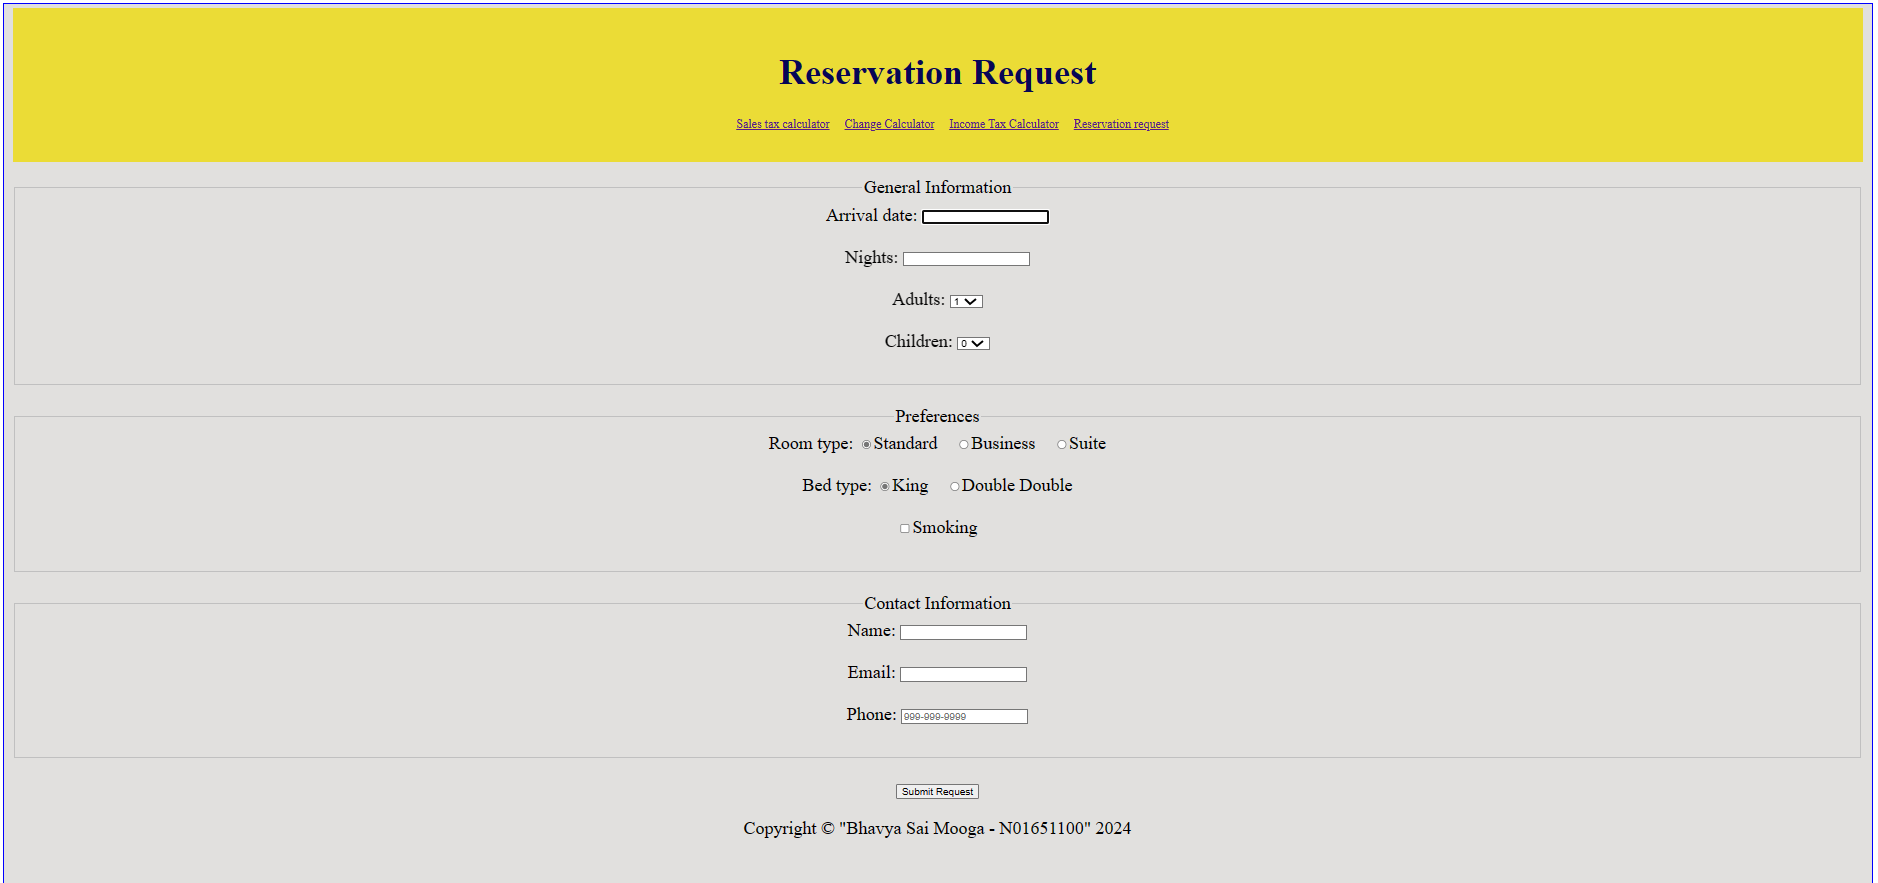 Reservation Request
Sales tax calculator Change Calculator Income Tax Calculator Reservation request
General Information
Arrival date:
Nights:
Adults: 1
Children: 0
Preferences
Room type: Standard Business Suite
Bed type: King Double Double
Smoking
Contact Information
Name:
Email:
Phone: 999-999-9999
Submit Request
Copyright © "Bhavya Sai Mooga - N01651100" 2024